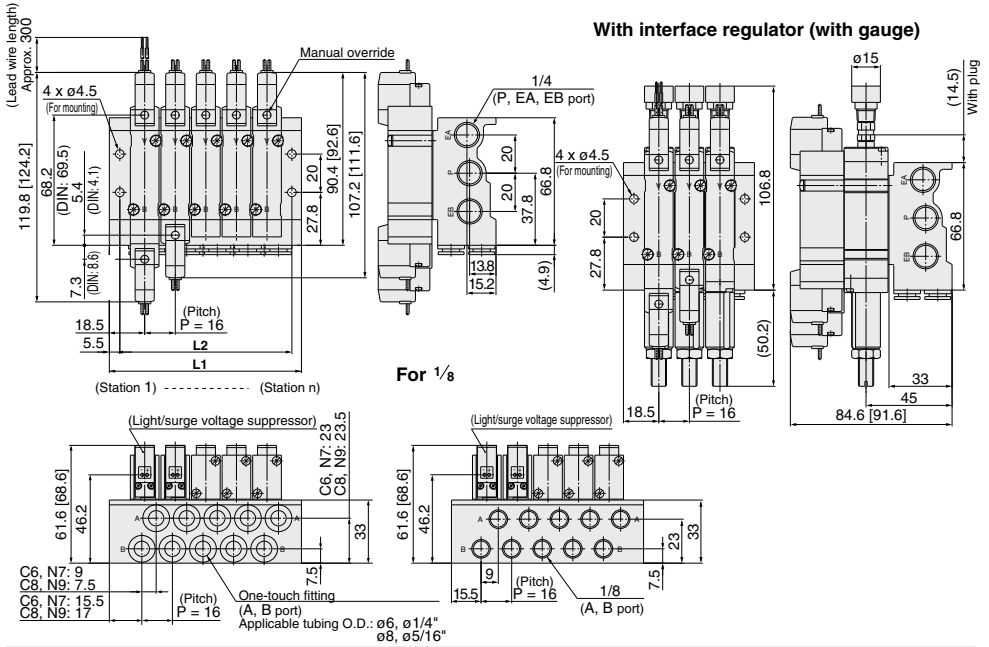 With interface regulator (with gauge)
(Lead wire length)
Approx. 300
Manual override
4 x ø4.5
(For mounting)
119.8 [124.2]
68.2
(DIN: 69.5)
5.4
(DIN: 4.1)
7.3
(DIN: 8.6)
20
27.8
90.4 [92.6]
107.2 [111.6]
B B B B B
18.5
5.5
(Pitch)
P = 16
L2
L1
(Station 1)
(Station n)
1/4
(P, EA, EB port)
EA
P
EB
20
20
37.8
66.8
13.8
15.2
(4.9)
4 x ø4.5
(For mounting)
20
27.8
B B B
106.8
(50.2)
18.5
(Pitch)
P = 16
ø15
(14.5)
With plug
EA
P
EB
66.8
33
45
84.6 [91.6]
For 1/8
(Light/surge voltage suppressor)
C6, N7: 23
C8, N9: 23.5
61.6 [68.6]
46.2
A A
B B
33
7.5
C6, N7: 9
C8, N9: 7.5
C6, N7: 15.5
C8, N9: 17
(Pitch)
P = 16
One-touch fitting
(A, B port)
Applicable tubing O.D.: ø6, ø1/4"
ø8, ø5/16"
(Light/surge voltage suppressor)
61.6 [68.6]
46.2
A A
B B
23
33
7.5
9
15.5
(Pitch)
P = 16
1/8
(A, B port)